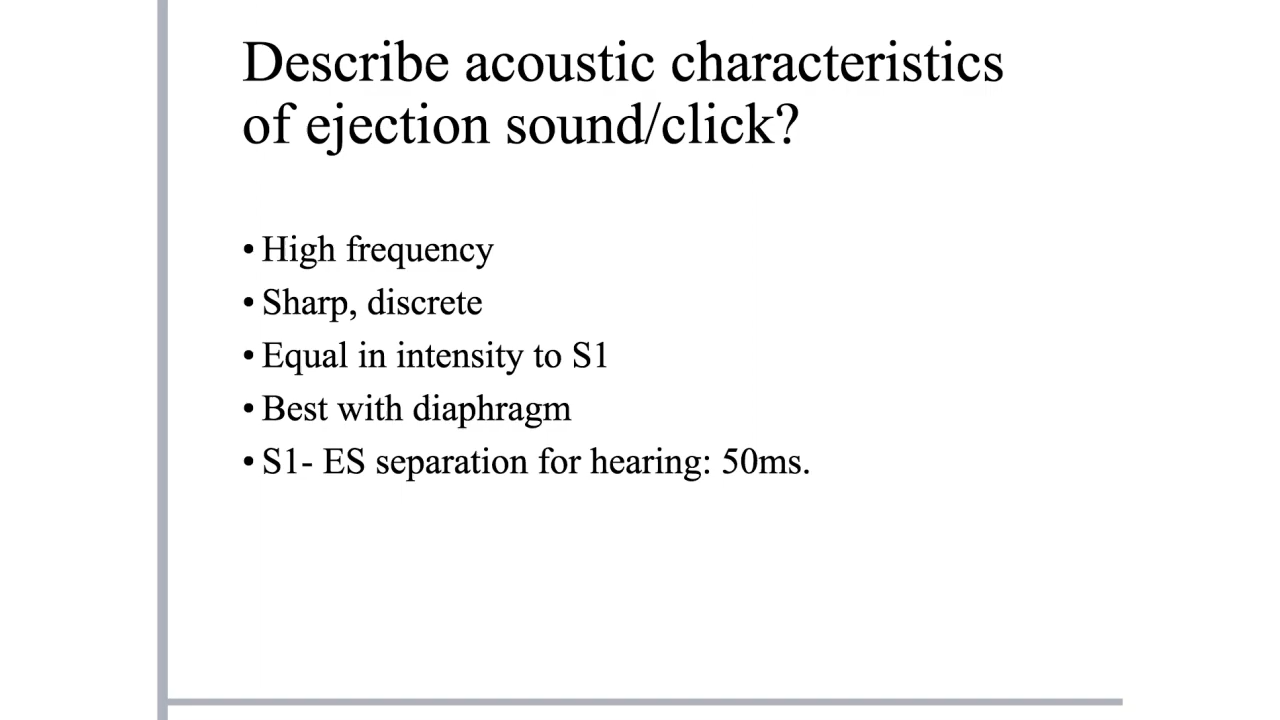 Describe acoustic characteristics
of ejection sound/click?
• High frequency
• Sharp, discrete
• Equal in intensity to S1
• Best with diaphragm
• S1- ES separation for hearing: 50ms.